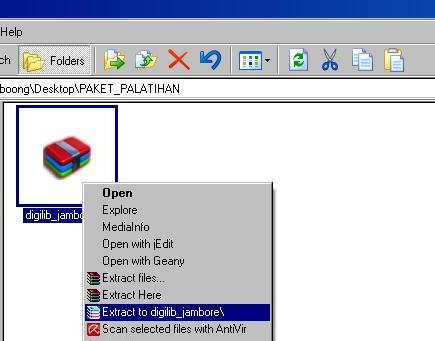 Help
ch Folders
boong\Desktop\PAKET_PALATIHAN
digilib_jambo
Open
Explore
MediaInfo
Open with jEdit
Open with Geany
Extract files...
Extract Here
Extract to digilib_jambore\
Scan selected files with AntiVir